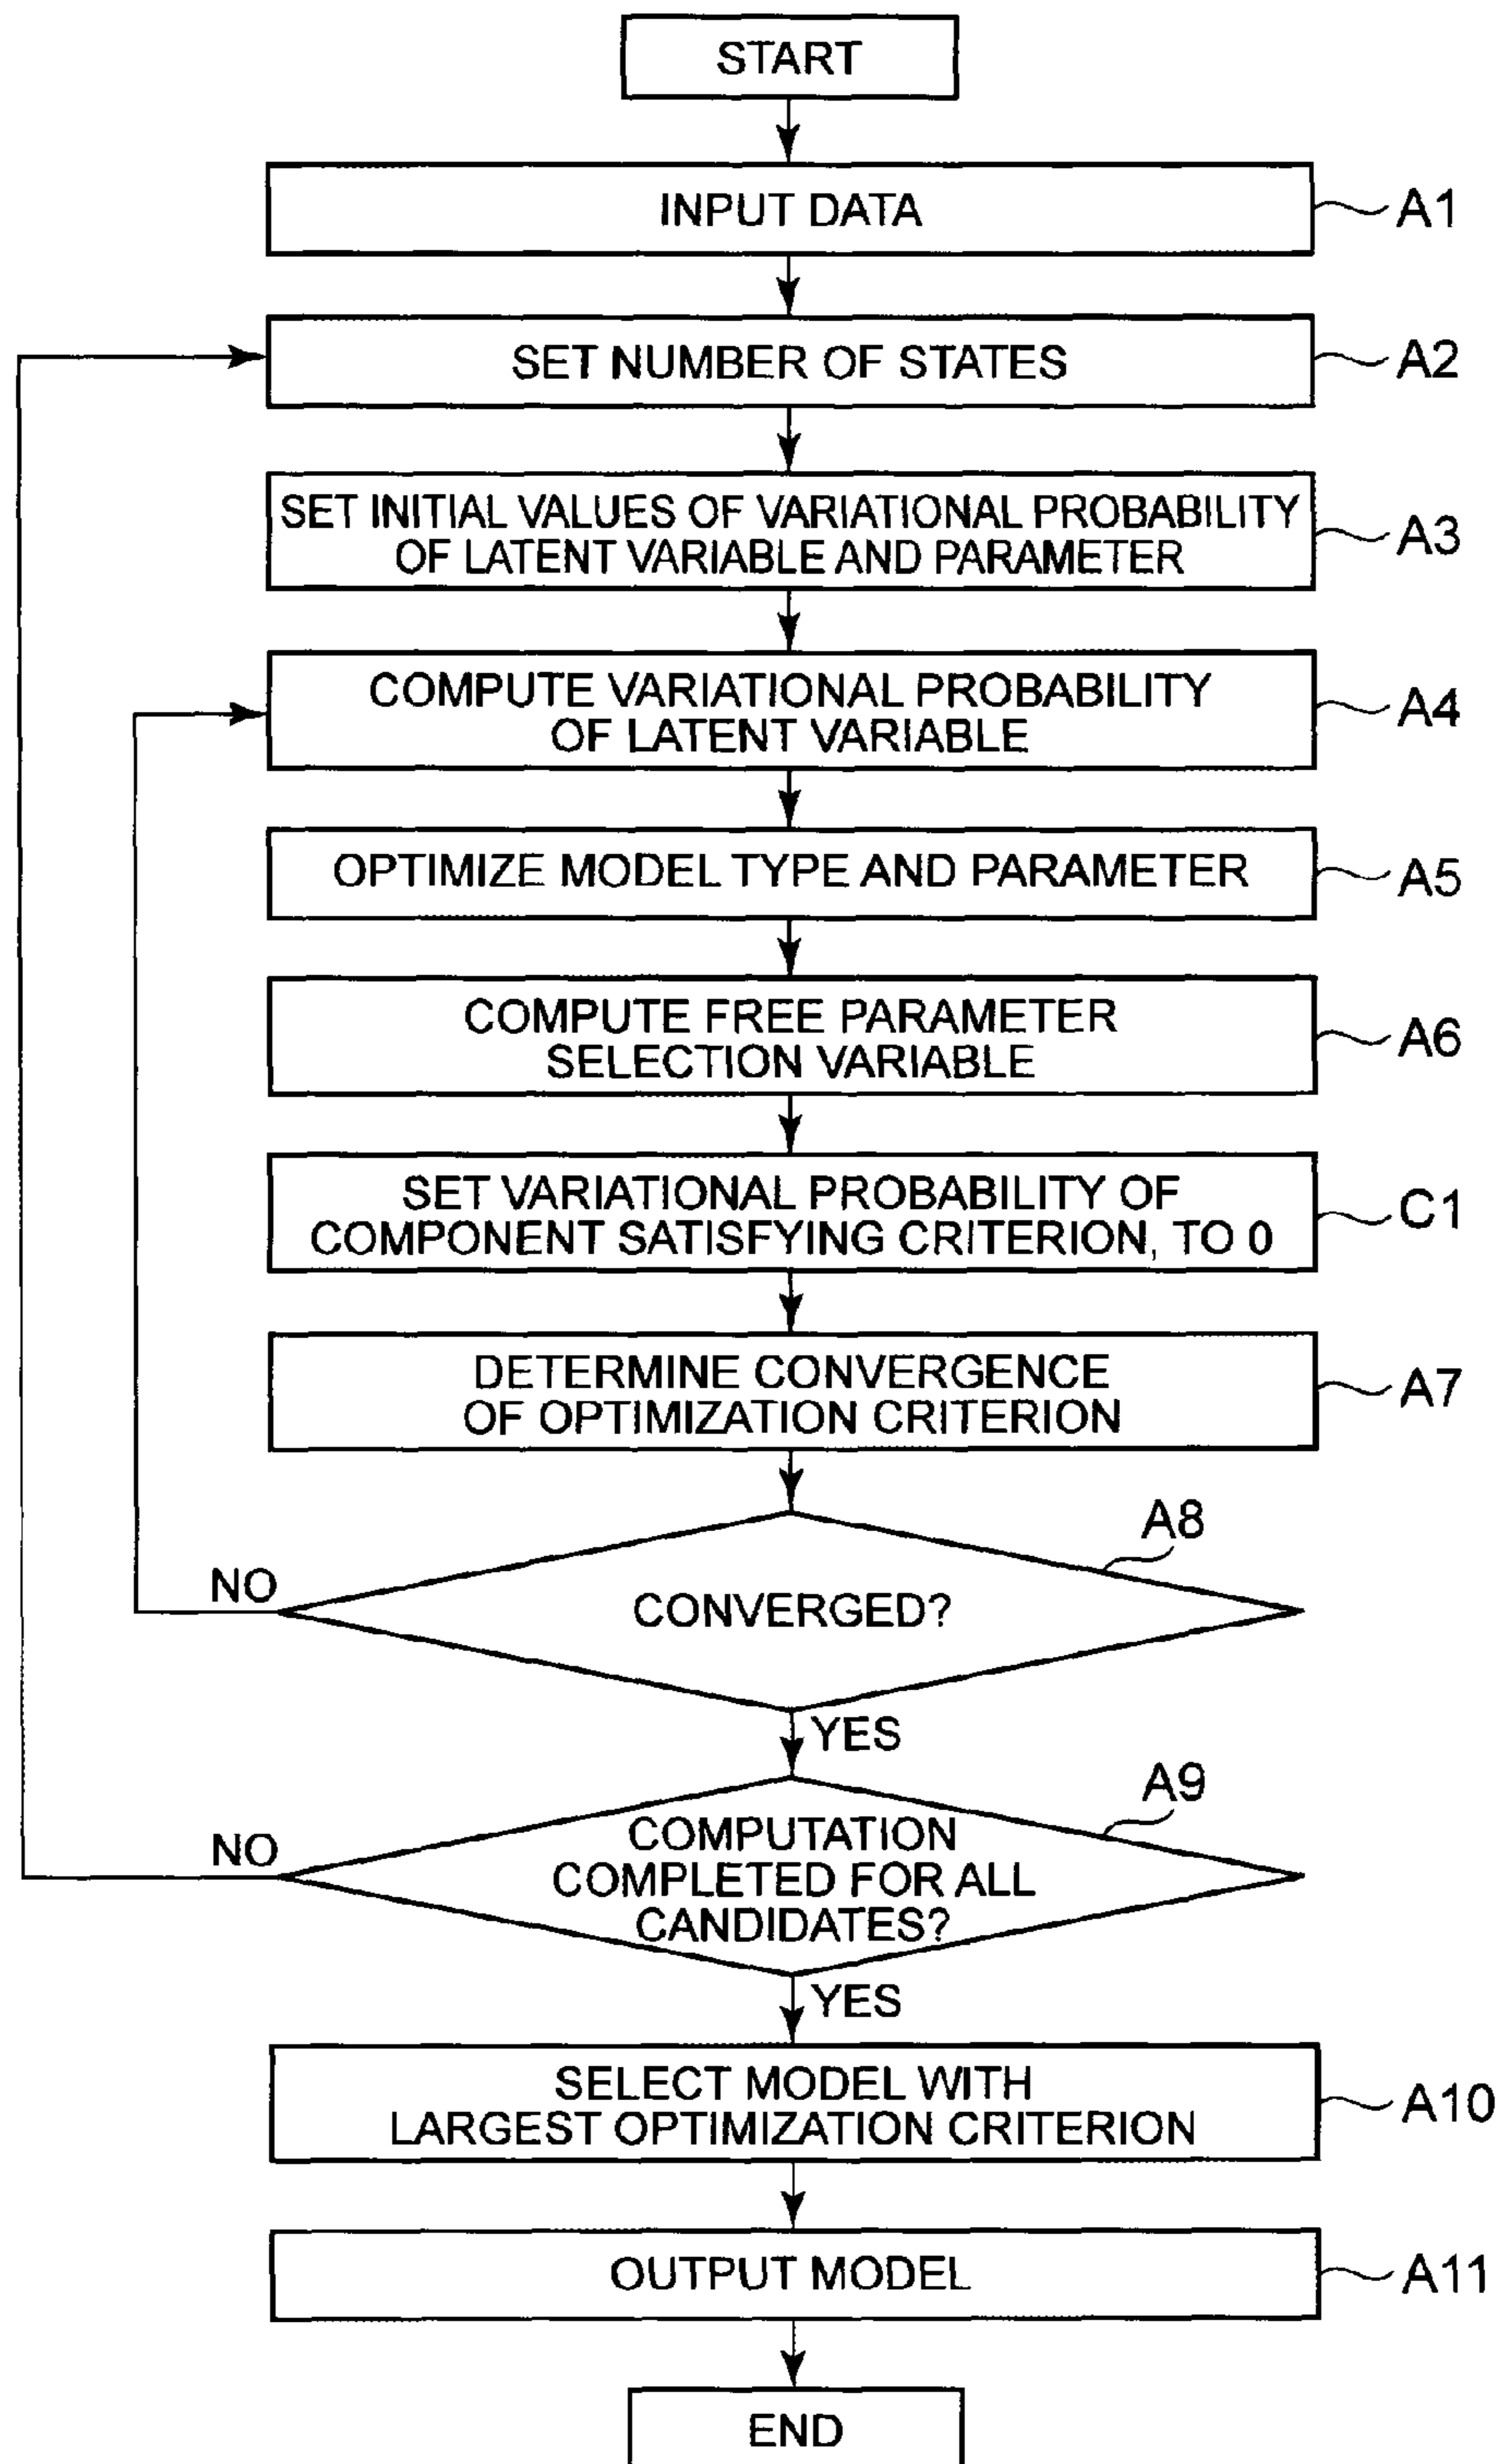 START
INPUT DATA
A1
SET NUMBER OF STATES
A2
SET INITIAL VALUES OF VARIATIONAL PROBABILITY
OF LATENT VARIABLE AND PARAMETER
A3
COMPUTE VARIATIONAL PROBABILITY
OF LATENT VARIABLE
A4
OPTIMIZE MODEL TYPE AND PARAMETER
A5
COMPUTE FREE PARAMETER
SELECTION VARIABLE
A6
SET VARIATIONAL PROBABILITY OF
COMPONENT SATISFYING CRITERION, TO 0
C1
DETERMINE CONVERGENCE
OF OPTIMIZATION CRITERION
A7
A8
NO
CONVERGED?
YES
A9
NO
COMPUTATION
COMPLETED FOR ALL
CANDIDATES?
YES
SELECT MODEL WITH
LARGEST OPTIMIZATION CRITERION
A10
OUTPUT MODEL
A11
END